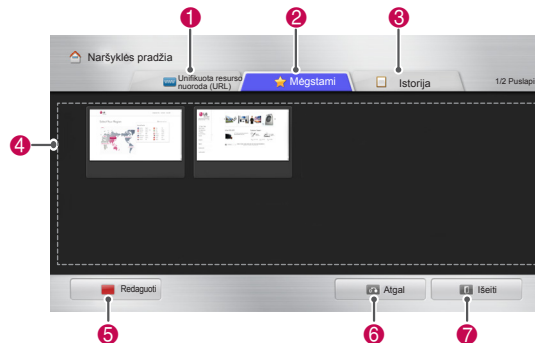 1 2 3
Naršyklės pradžia
Unifikuota resurso
nuoroda (URL)
Mėgstami
Istorija
1/2 Puslapi
4
Redaguoti
Atgal
Išeiti
5 6 7